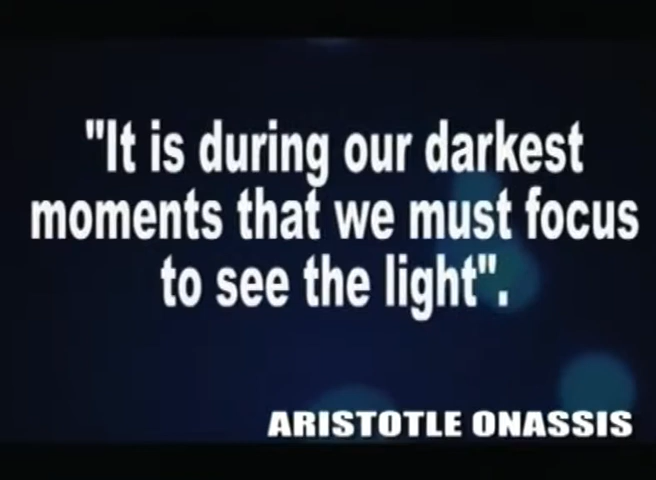 "It is during our darkest
moments that we must focus
to see the light".
ARISTOTLE ONASSIS